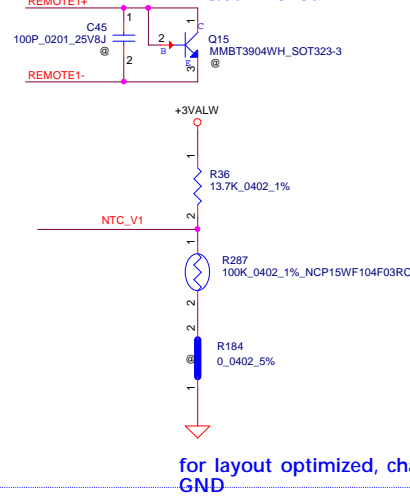 REMOTE1+
C45
100P_0201_25V8J
@
1
2
2
B
1
C
E
3
Q15
MMBT3904WH_SOT323-3
@
REMOTE1-
+3VALW
1
R36
13.7K_0402_1%
2
NTC_V1
1
R287
100K_0402_1%_NCP15WF104F03RC
2
2
R184
@
0_0402_5%
1
for layout optimized, cha
GND